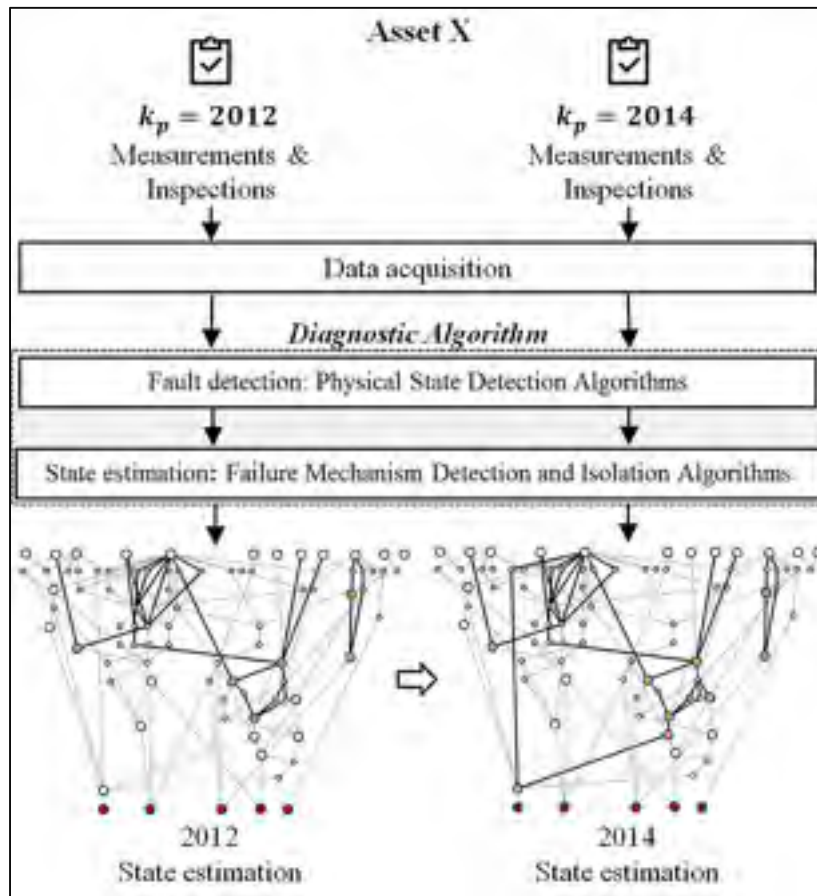 Asset X
k_p = 2012
k_p = 2014
Measurements &
Inspections
Measurements &
Inspections
Data acquisition
Diagnostic Algorithm
Fault detection: Physical State Detection Algorithms
State estimation: Failure Mechanism Detection and Isolation Algorithms
2012
State estimation
2014
State estimation